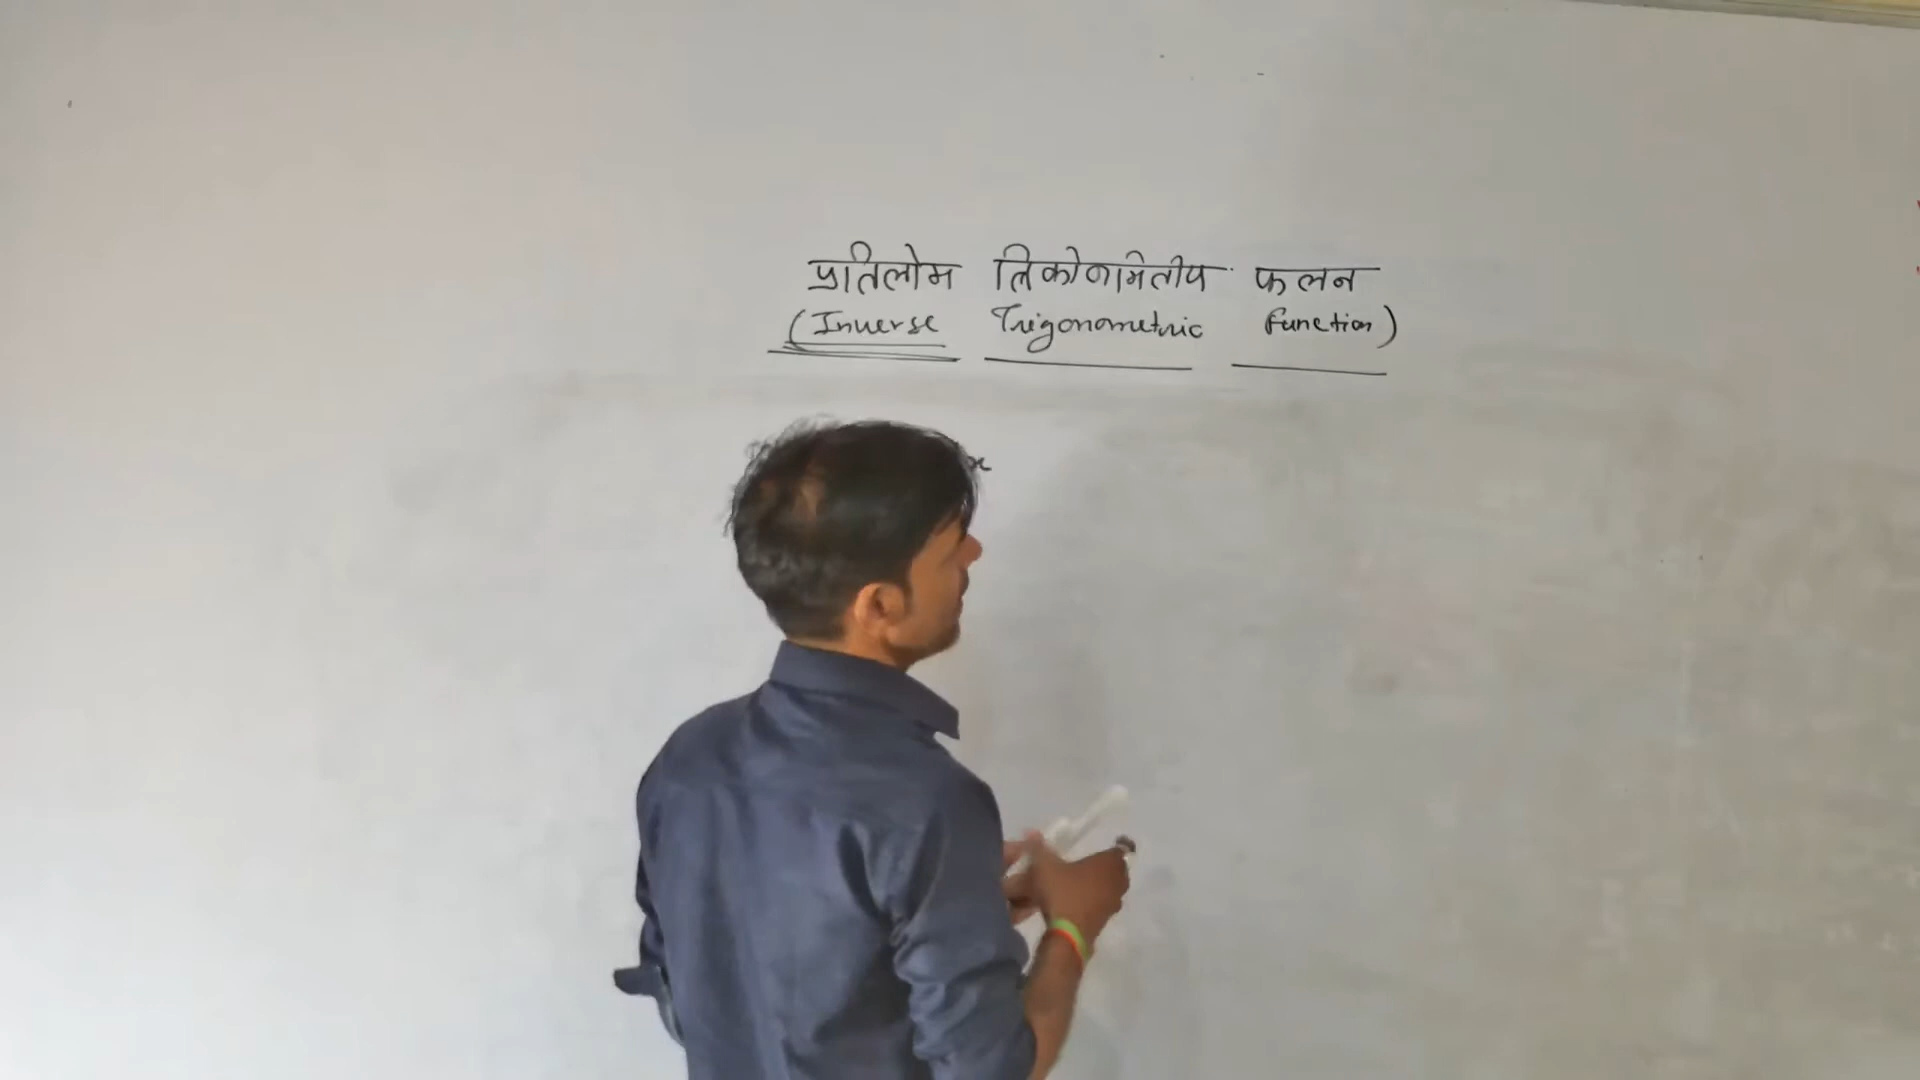 प्रतिलोम त्रिकोणमितीय फलन
(Inverse Trigonometric Function)
x